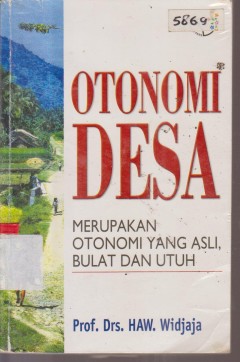 5869
OTONOMI
DESA
MERUPAKAN
OTONOMI YANG ASLI,
BULAT DAN UTUH
Prof. Drs. HAW. Widjaja